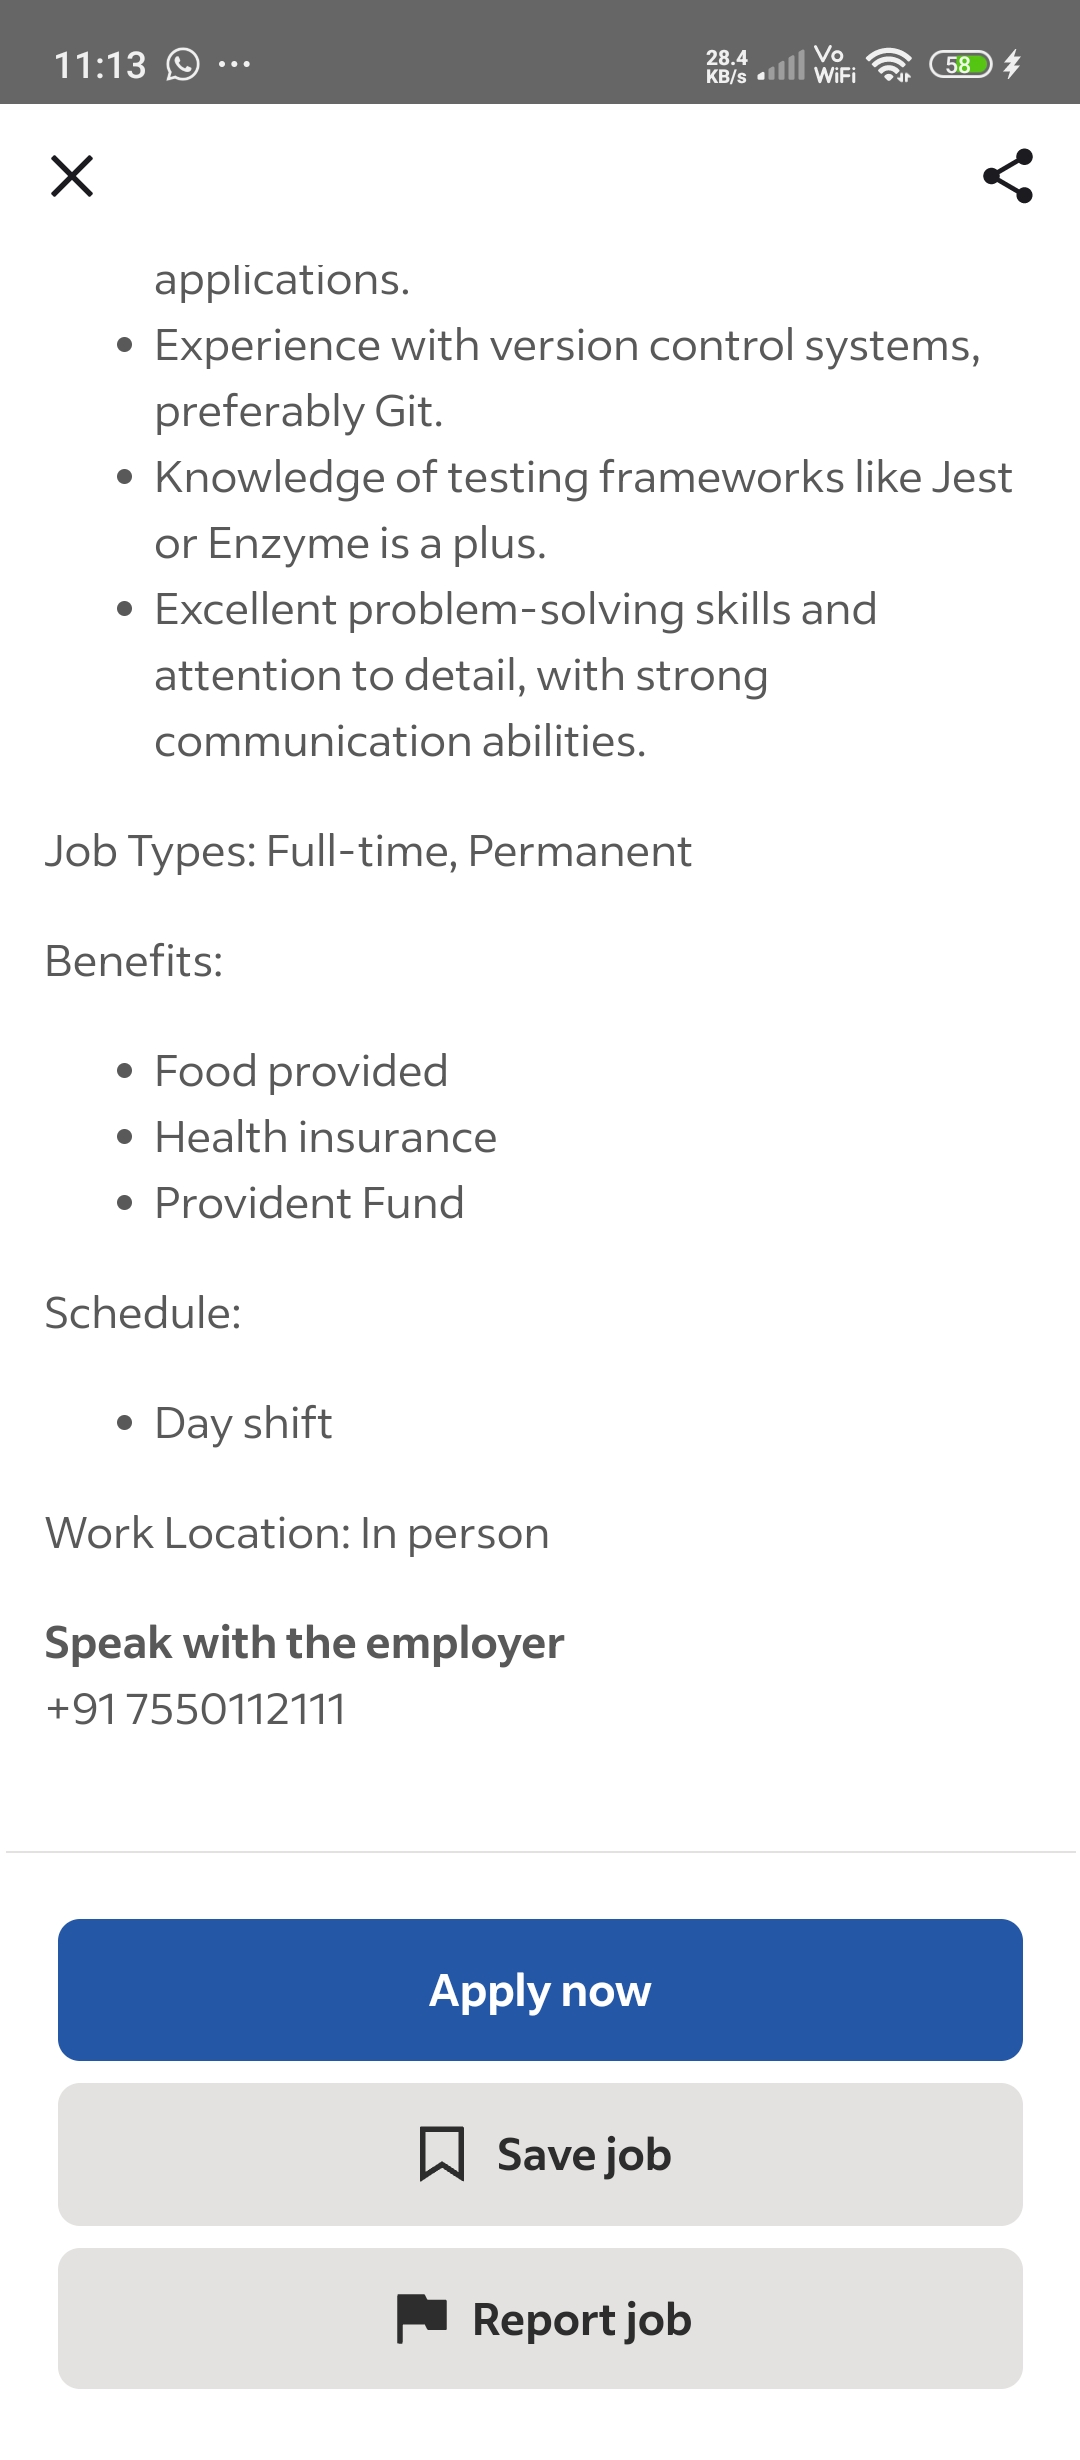 11:13
28.4
KB/s
Vo
WiFi
58
applications.
Experience with version control systems,
preferably Git.
Knowledge of testing frameworks like Jest
or Enzyme is a plus.
Excellent problem-solving skills and
attention to detail, with strong
communication abilities.
Job Types: Full-time, Permanent
Benefits:
Food provided
Health insurance
Provident Fund
Schedule:
Day shift
Work Location: In person
Speak with the employer
+91 7550112111
Apply now
Save job
Report job